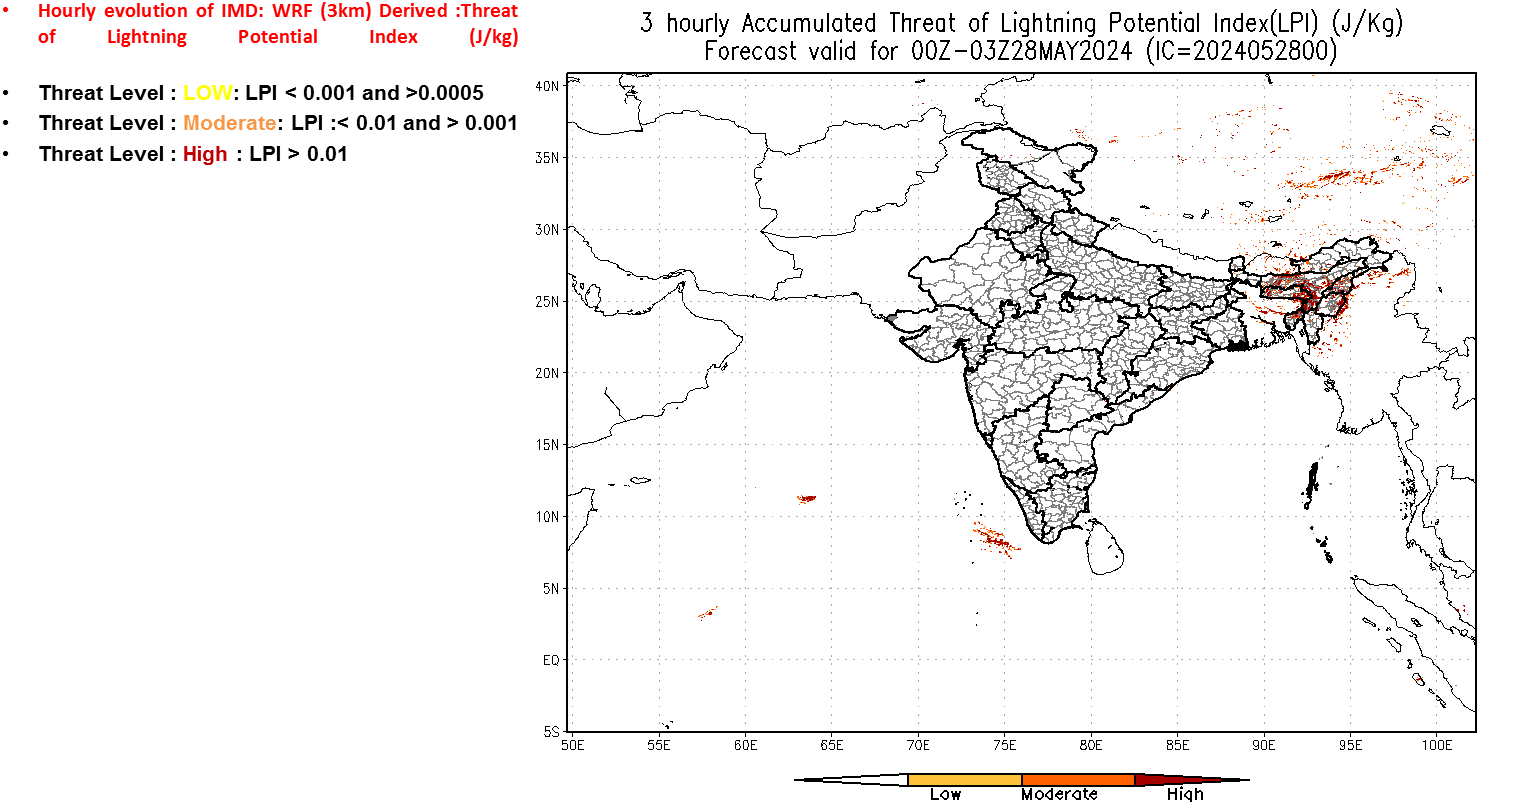 • Hourly evolution of IMD: WRF (3km) Derived :Threat
of Lightning Potential Index (J/kg)
• Threat Level : LOW: LPI < 0.001 and >0.0005
• Threat Level : Moderate: LPI :< 0.01 and > 0.001
• Threat Level : High : LPI > 0.01
3 hourly Accumulated Threat of Lightning Potential Index(LPI) (J/Kg)
Forecast valid for 00Z-03Z28MAY2024 (IC=2024052800)
40N
35N
30N
25N
20N
15N
10N
5N
EQ
5S
50E 55E 60E 65E 70E 75E 80E 85E 90E 95E 100E
Low Moderate High